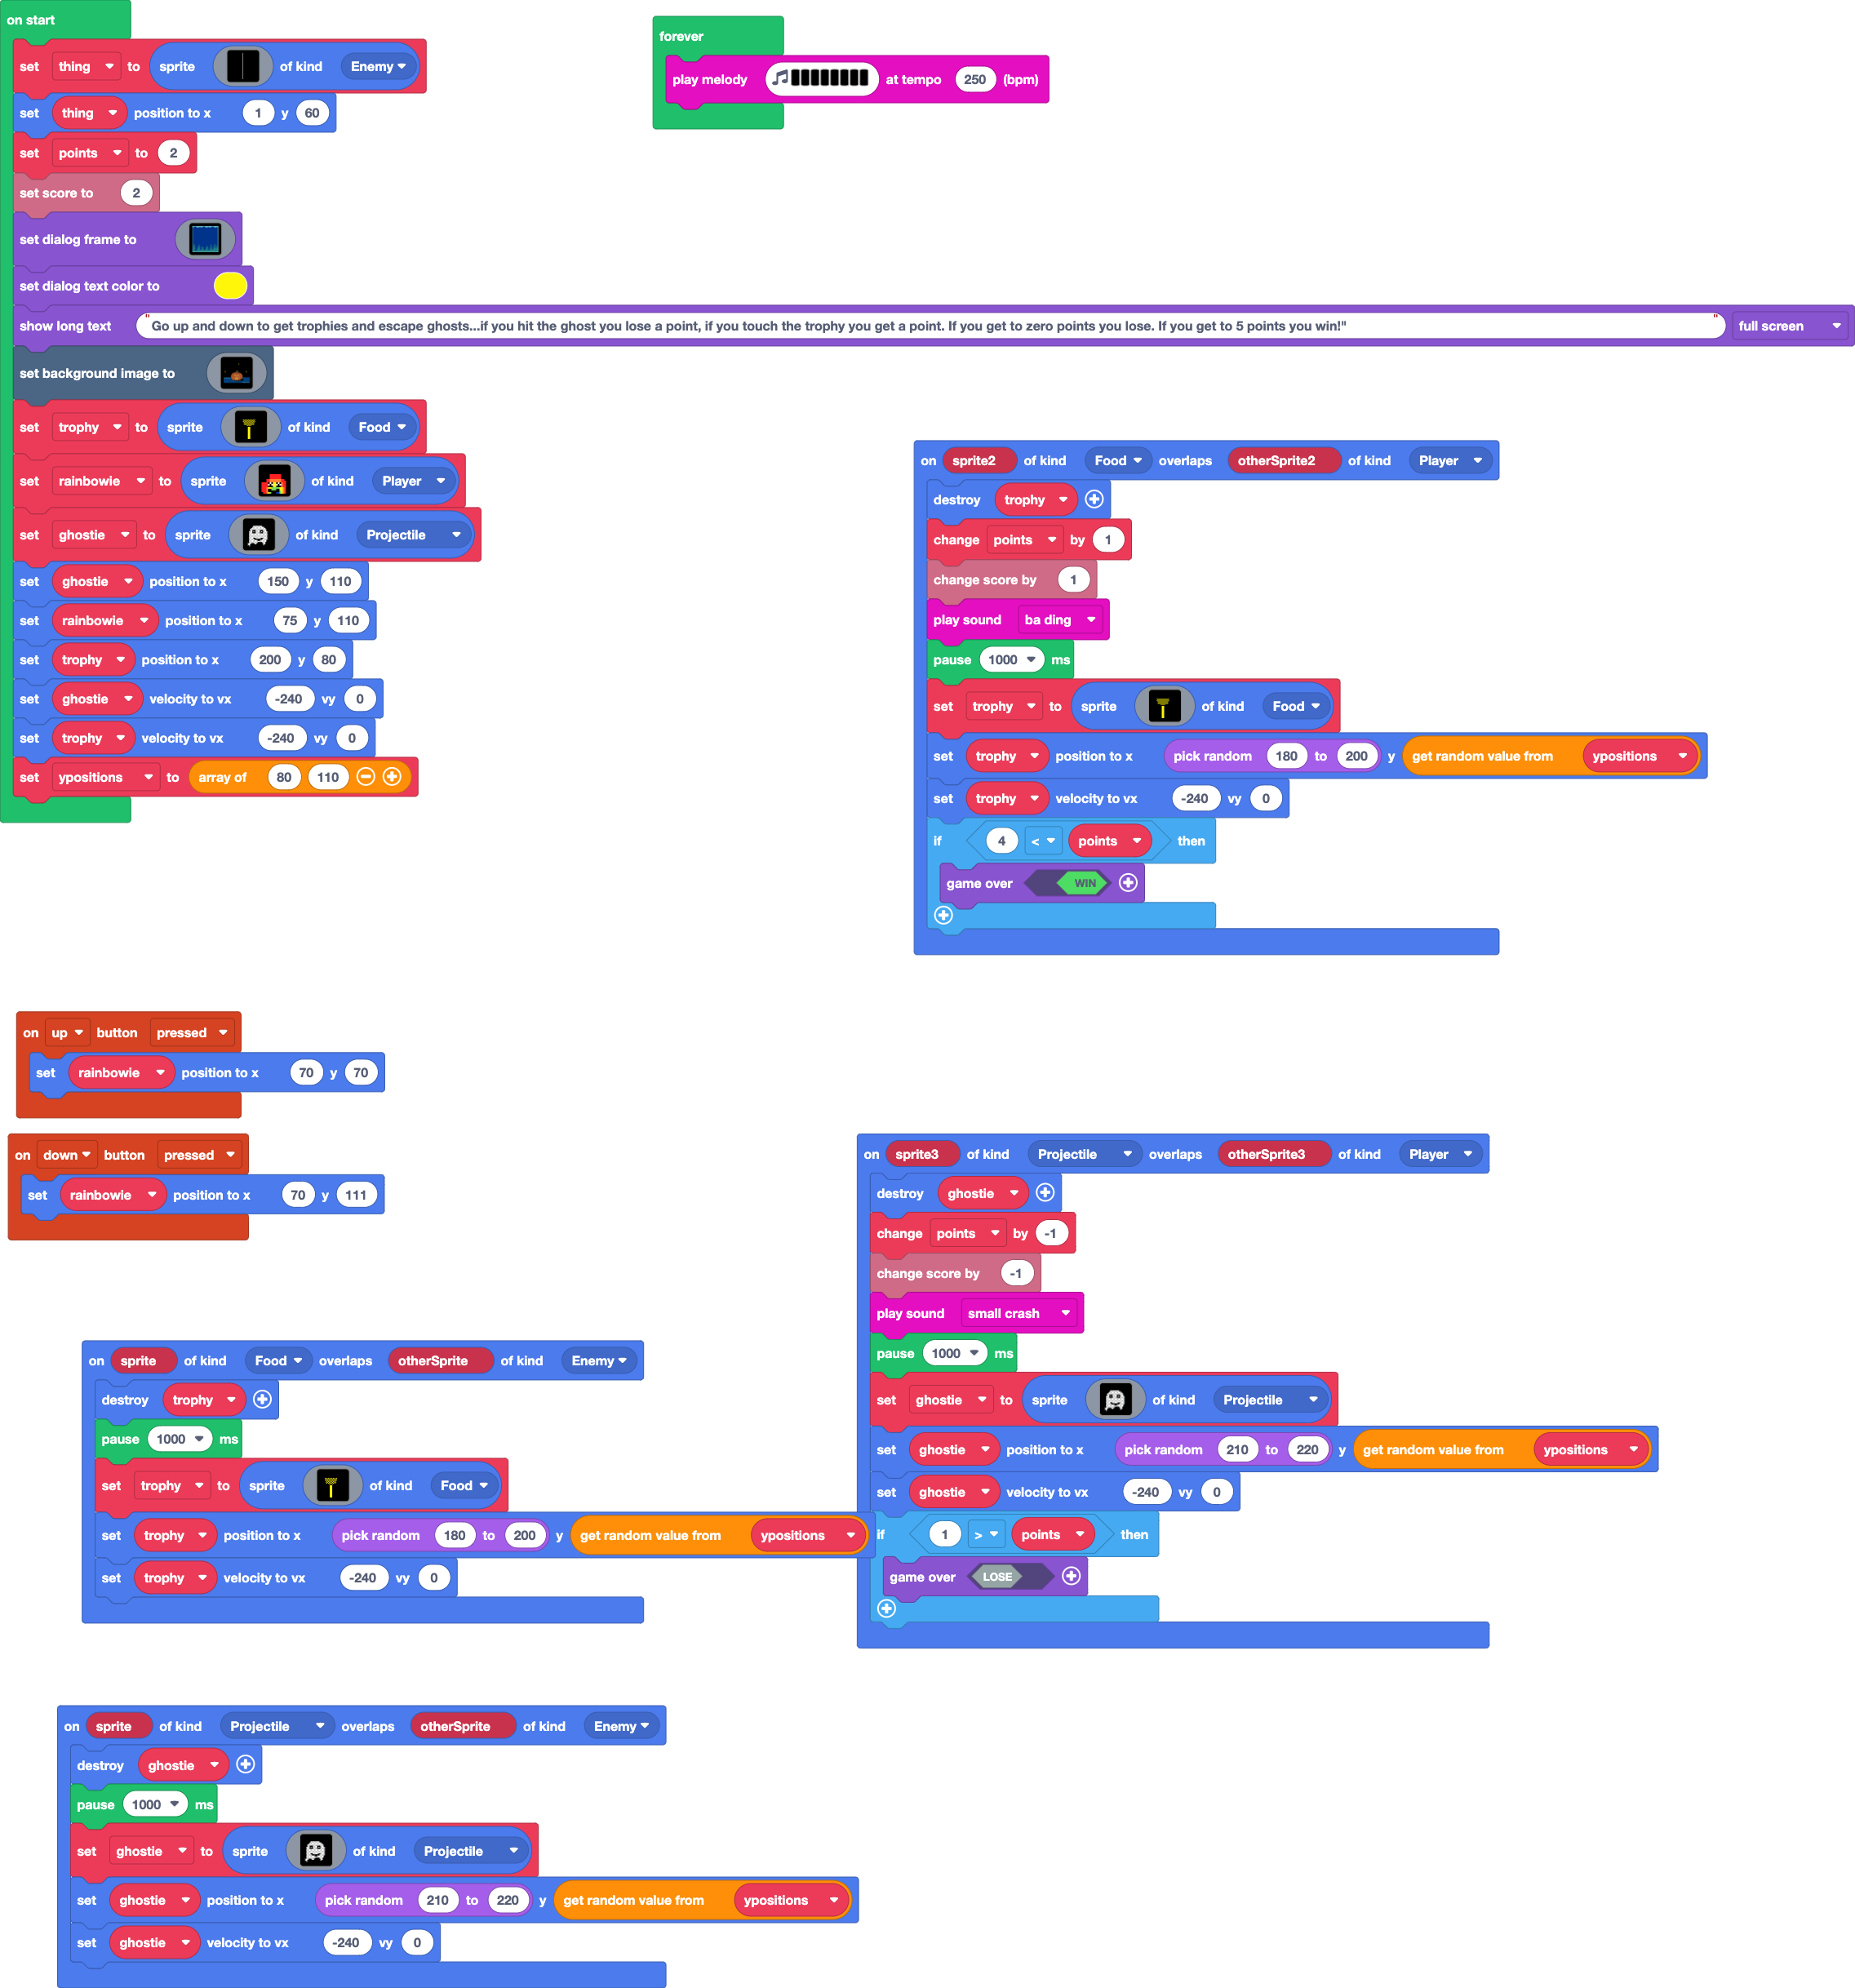 on start
set thing to sprite of kind Enemy
set thing position to x 1 y 60
set points to 2
set score to 2
set dialog frame to
set dialog text color to
show long text "Go up and down to get trophies and escape ghosts...if you hit the ghost you lose a point, if you touch the trophy you get a point. If you get to zero points you lose. If you get to 5 points you win!"" full screen
set background image to
set trophy to sprite of kind Food
set rainbowie to sprite of kind Player
set ghostie to sprite of kind Projectile
set ghostie position to x 150 y 110
set rainbowie position to x 75 y 110
set trophy position to x 200 y 80
set ghostie velocity to vx -240 vy 0
set trophy velocity to vx -240 vy 0
set ypositions to array of 80 110
forever
play melody at tempo 250 (bpm)
on sprite2 of kind Food overlaps otherSprite2 of kind Player
destroy trophy
change points by 1
change score by 1
play sound ba ding
pause 1000 ms
set trophy to sprite of kind Food
set trophy position to x pick random 180 to 200 y get random value from ypositions
set trophy velocity to vx -240 vy 0
if 4 < points then
game over WIN
on up button pressed
set rainbowie position to x 70 y 70
on down button pressed
set rainbowie position to x 70 y 111
on sprite3 of kind Projectile overlaps otherSprite3 of kind Player
destroy ghostie
change points by -1
change score by -1
play sound small crash
pause 1000 ms
set ghostie to sprite of kind Projectile
set ghostie position to x pick random 210 to 220 y get random value from ypositions
set ghostie velocity to vx -240 vy 0
if 1 > points then
game over LOSE
on sprite of kind Food overlaps otherSprite of kind Enemy
destroy trophy
pause 1000 ms
set trophy to sprite of kind Food
set trophy position to x pick random 180 to 200 y get random value from ypositions
set trophy velocity to vx -240 vy 0
on sprite of kind Projectile overlaps otherSprite of kind Enemy
destroy ghostie
pause 1000 ms
set ghostie to sprite of kind Projectile
set ghostie position to x pick random 210 to 220 y get random value from ypositions
set ghostie velocity to vx -240 vy 0